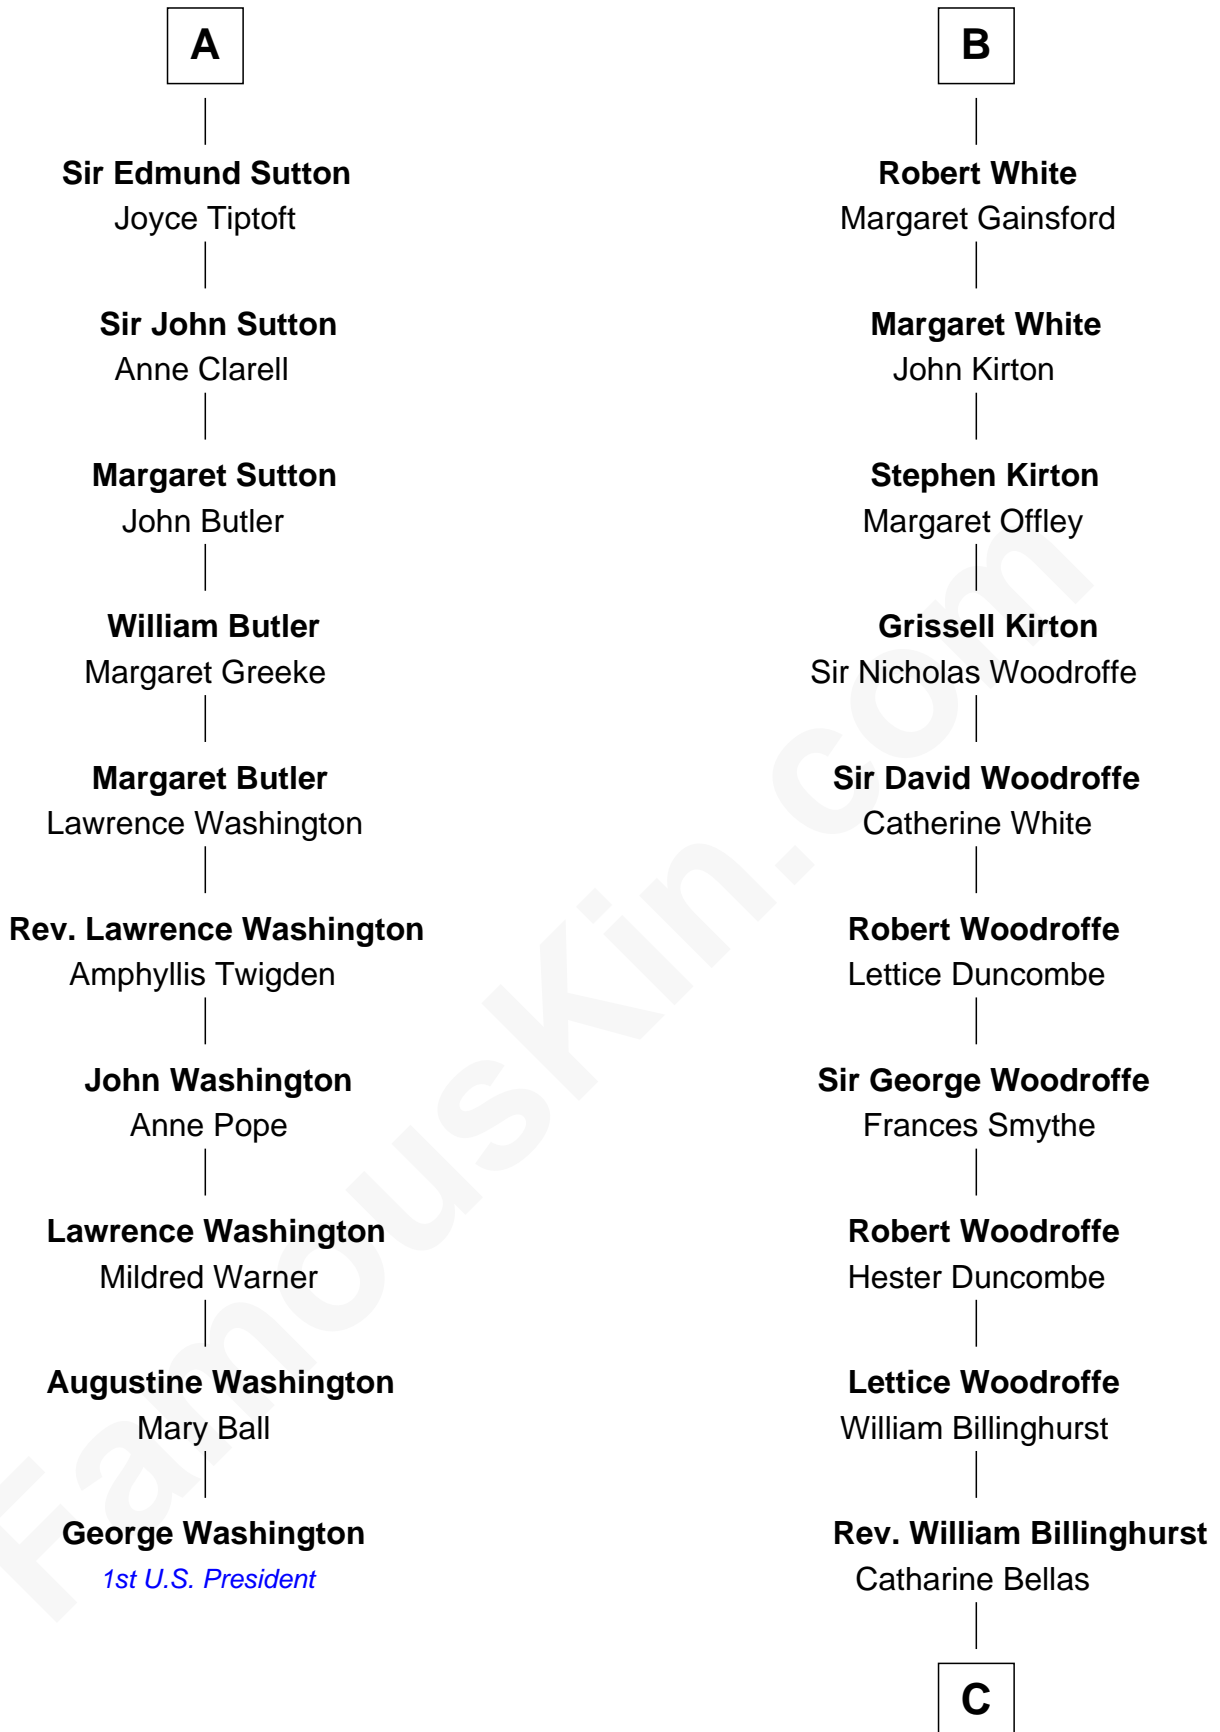 A
Sir Edmund Sutton
Joyce Tiptoft
Sir John Sutton
Anne Clarell
Margaret Sutton
John Butler
William Butler
Margaret Greeke
Margaret Butler
Lawrence Washington
Rev. Lawrence Washington
Amphyllis Twigden
John Washington
Anne Pope
Lawrence Washington
Mildred Warner
Augustine Washington
Mary Ball
George Washington
1st U.S. President
B
Robert White
Margaret Gainsford
Margaret White
John Kirton
Stephen Kirton
Margaret Offley
Grissell Kirton
Sir Nicholas Woodroffe
Sir David Woodroffe
Catherine White
Robert Woodroffe
Lettice Duncombe
Sir George Woodroffe
Frances Smythe
Robert Woodroffe
Hester Duncombe
Lettice Woodroffe
William Billinghurst
Rev. William Billinghurst
Catharine Bellas
C
FamousKin.com